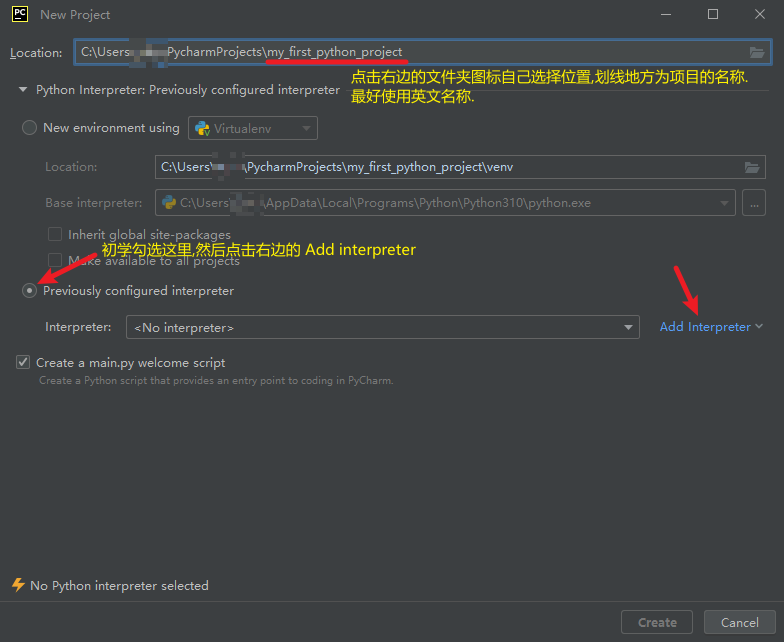 PC
New Project
Location:
C:\Users PycharmProjects\my_first_python_project
点击右边的文件夹图标自己选择位置,划线地方为项目的名称.
最好使用英文名称.
Python Interpreter: Previously configured interpreter
New environment using
Virtualenv
Location:
C:\Users\ \PycharmProjects\my_first_python_project\venv
Base interpreter:
C:\Users \AppData\Local\Programs\Python\Python310\python.exe
...
Inherit global site-packages
初学勾选这里,然后点击右边的 Add interpreter
Make available to all projects
Previously configured interpreter
Interpreter:
<No interpreter>
Add Interpreter
Create a main.py welcome script
Create a Python script that provides an entry point to coding in PyCharm.
No Python interpreter selected
Create
Cancel